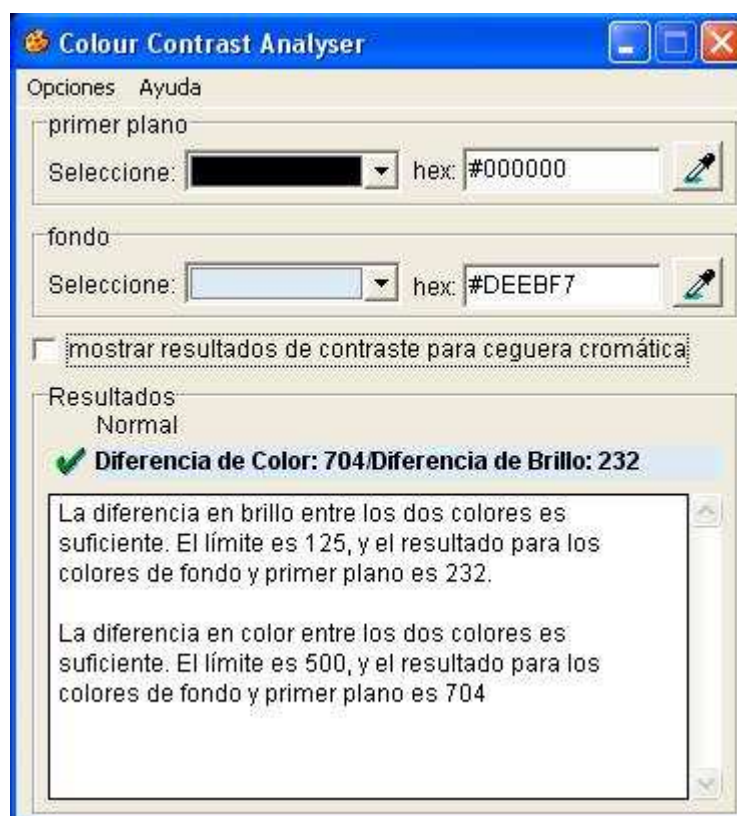 Colour Contrast Analyser
Opciones Ayuda
primer plano
Seleccione: hex: #000000
fondo
Seleccione: hex: #DEEBF7
mostrar resultados de contraste para ceguera cromática
Resultados
Normal
Diferencia de Color: 704/Diferencia de Brillo: 232
La diferencia en brillo entre los dos colores es
suficiente. El límite es 125, y el resultado para los
colores de fondo y primer plano es 232.
La diferencia en color entre los dos colores es
suficiente. El límite es 500, y el resultado para los
colores de fondo y primer plano es 704